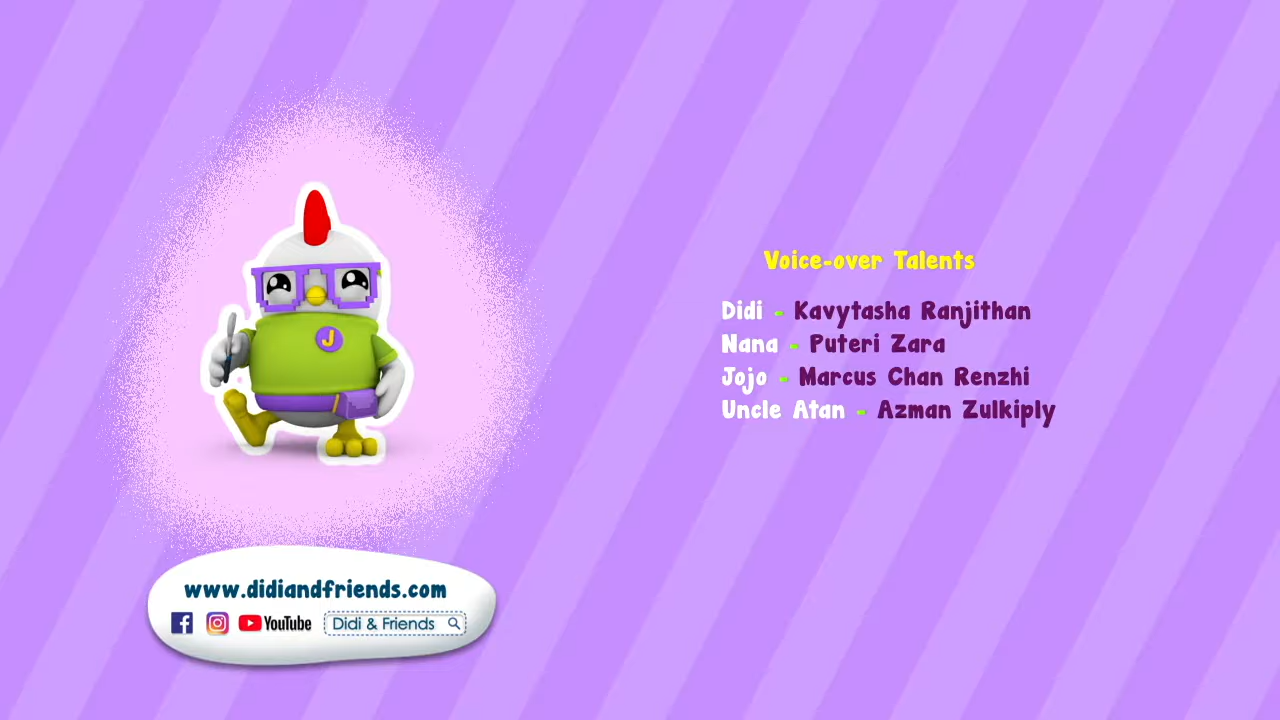 J
www.didiandfriends.com
YouTube Didi & Friends
Voice-over Talents
Didi - Kavytasha Ranjithan
Nana - Puteri Zara
Jojo - Marcus Chan Renzhi
Uncle Atan - Azman Zulkiply